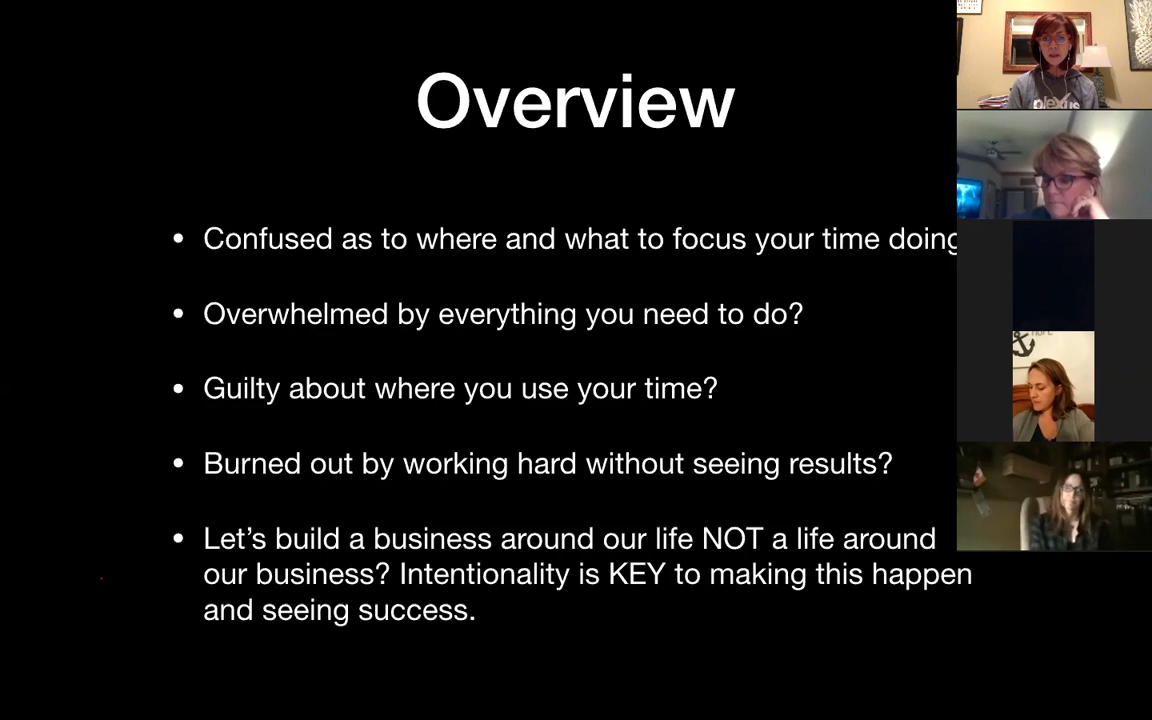 Overview
• Confused as to where and what to focus your time doing
• Overwhelmed by everything you need to do?
• Guilty about where you use your time?
• Burned out by working hard without seeing results?
• Let’s build a business around our life NOT a life around
our business? Intentionality is KEY to making this happen
and seeing success.
plexus